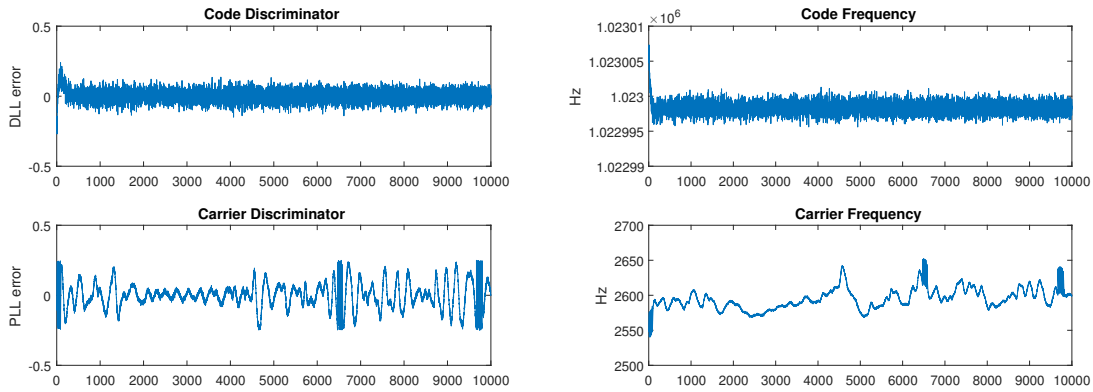 Code Discriminator
0.5
0
-0.5
DLL error
0 1000 2000 3000 4000 5000 6000 7000 8000 9000 10000
Code Frequency
×10^6
1.02301
1.023005
1.023
1.022995
1.02299
Hz
0 1000 2000 3000 4000 5000 6000 7000 8000 9000 10000
Carrier Discriminator
0.5
0
-0.5
PLL error
0 1000 2000 3000 4000 5000 6000 7000 8000 9000 10000
Carrier Frequency
2700
2650
2600
2550
2500
Hz
0 1000 2000 3000 4000 5000 6000 7000 8000 9000 10000